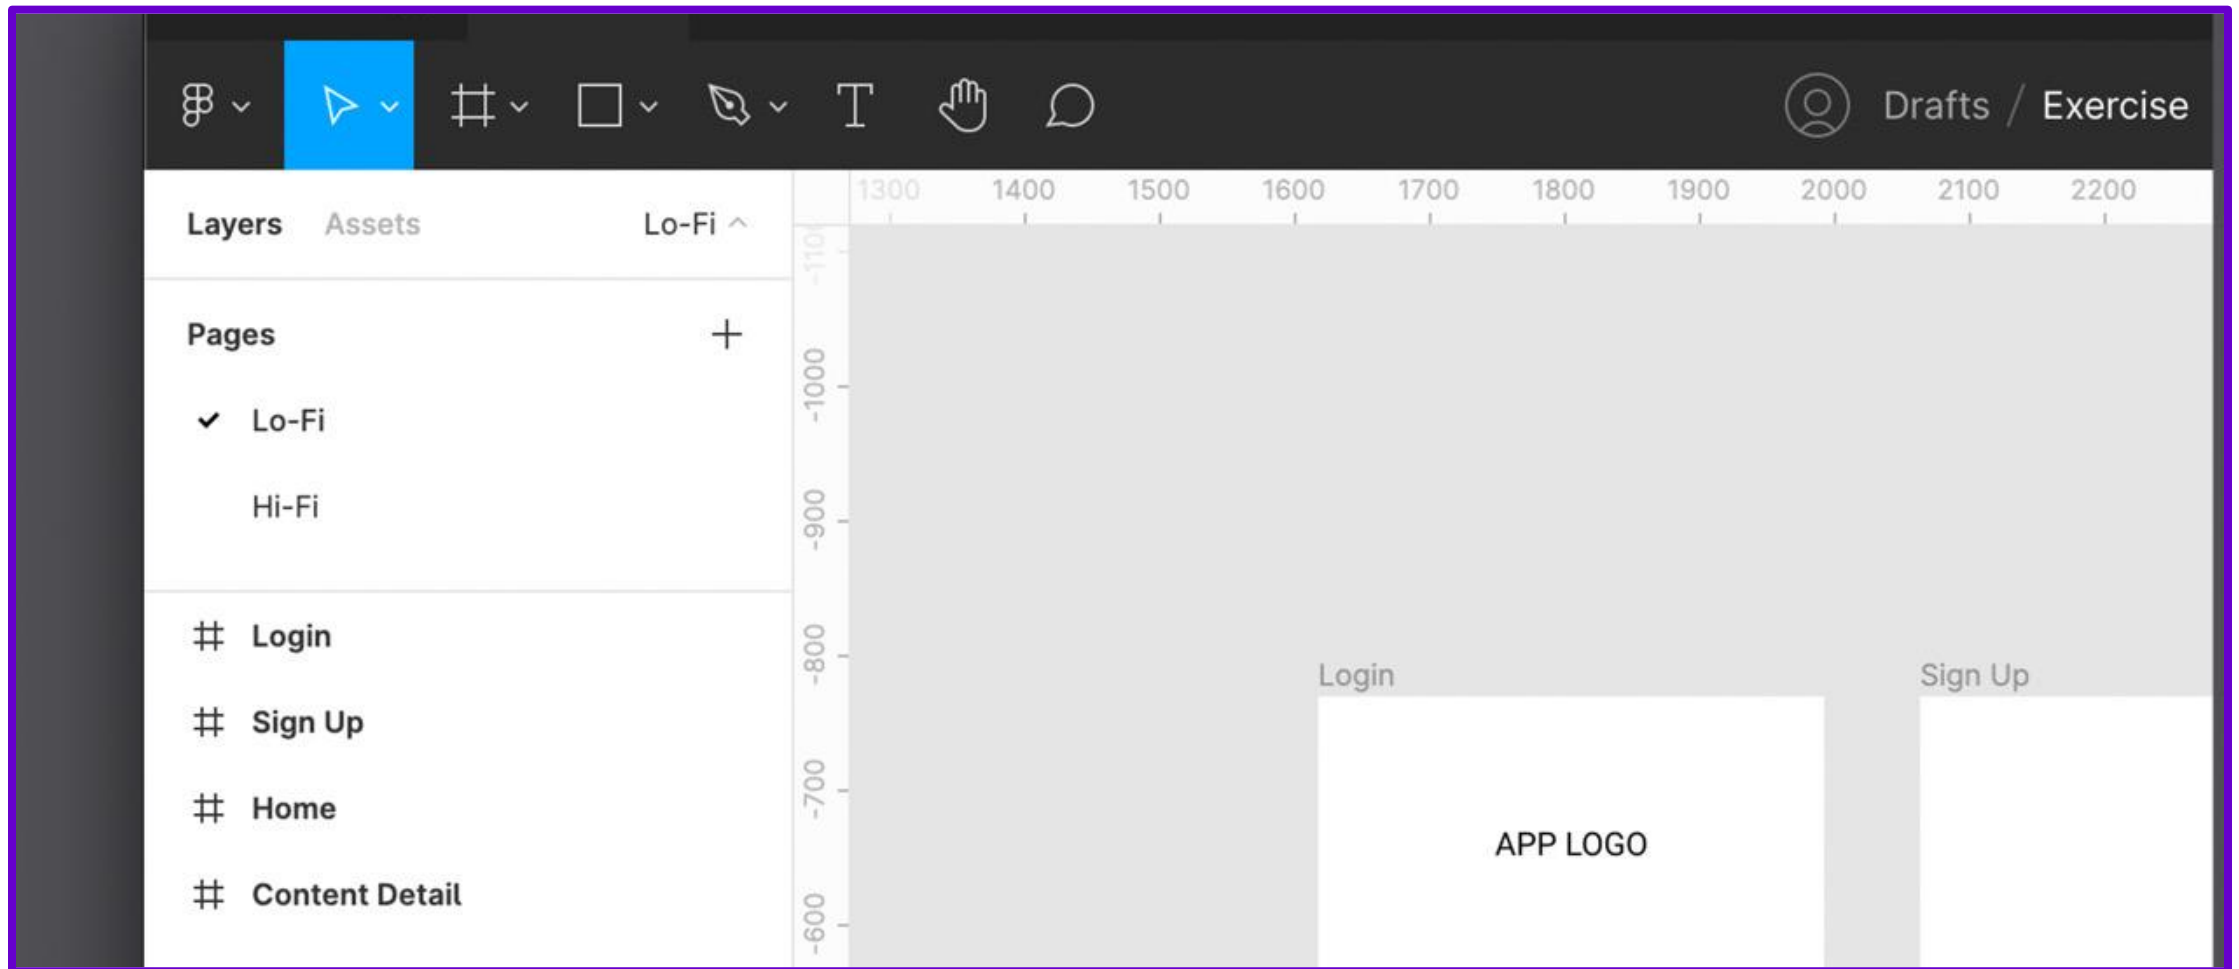 T
Drafts / Exercise
Layers Assets Lo-Fi
1300 1400 1500 1600 1700 1800 1900 2000 2100 2200
-1100
Pages
-1000
Lo-Fi
-900
Hi-Fi
Login
-800
Login
Sign Up
Sign Up
-700
Home
APP LOGO
Content Detail
-600